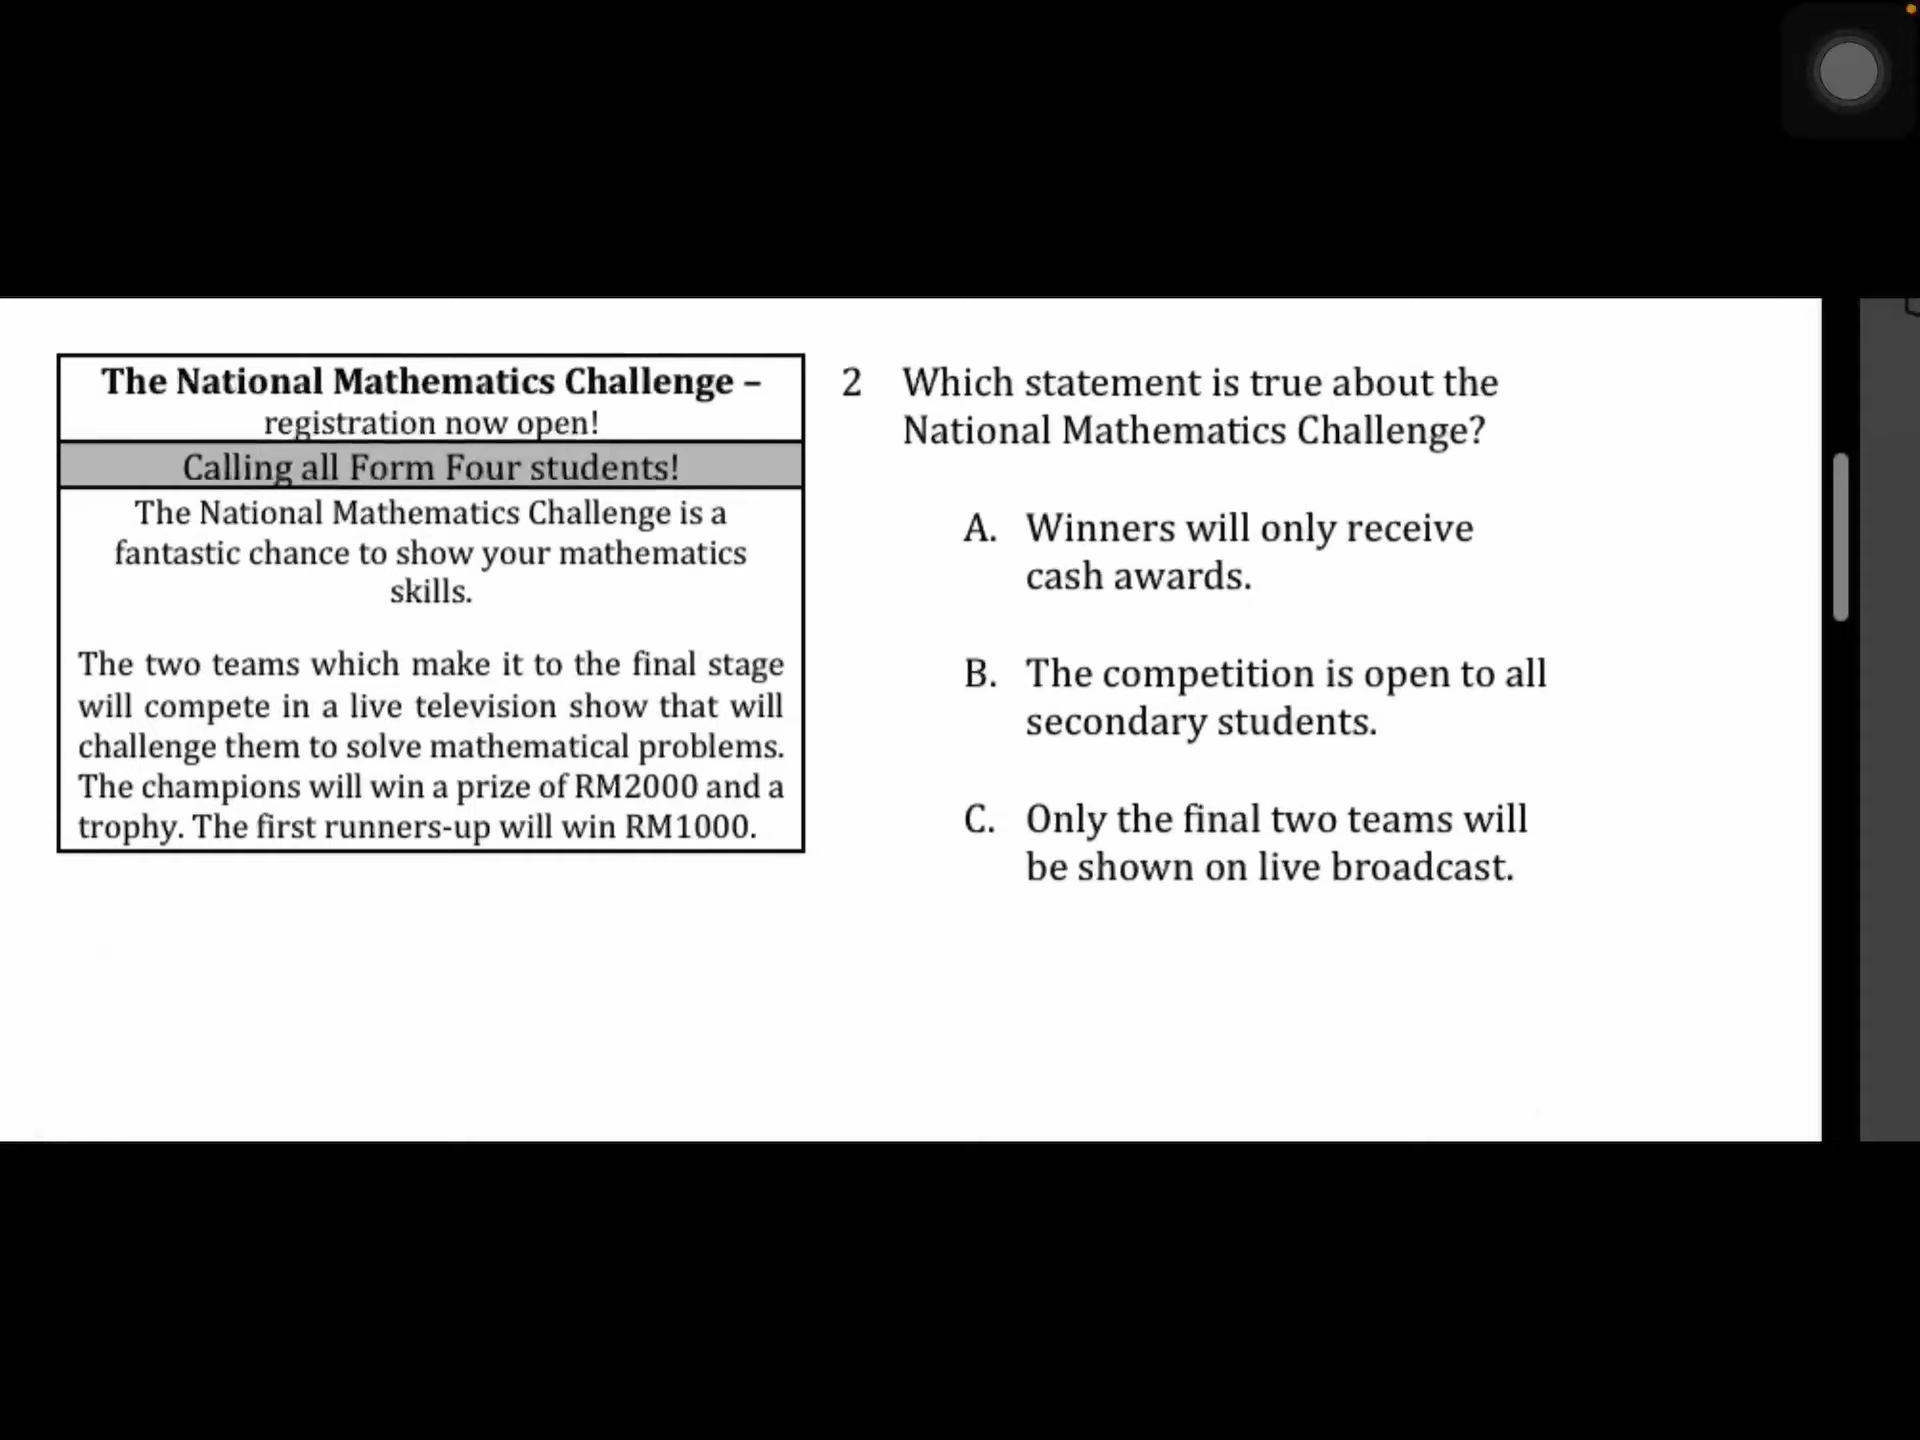 The National Mathematics Challenge –
registration now open!
Calling all Form Four students!
The National Mathematics Challenge is a
fantastic chance to show your mathematics
skills.
The two teams which make it to the final stage
will compete in a live television show that will
challenge them to solve mathematical problems.
The champions will win a prize of RM2000 and a
trophy. The first runners-up will win RM1000.
2 Which statement is true about the
National Mathematics Challenge?
A. Winners will only receive
cash awards.
B. The competition is open to all
secondary students.
C. Only the final two teams will
be shown on live broadcast.